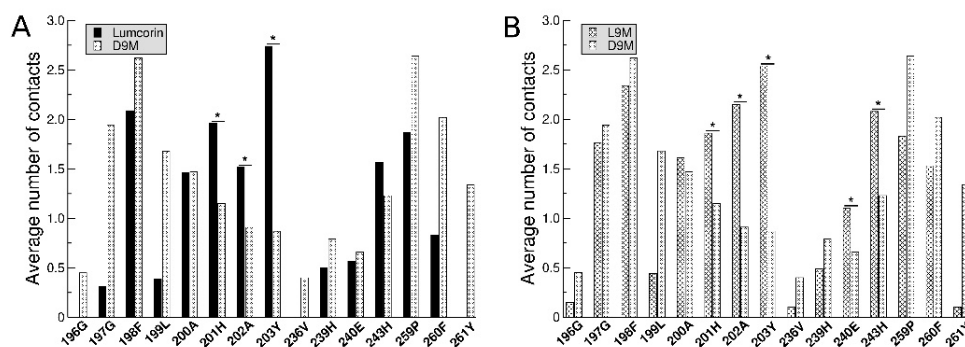 A
Average number of contacts
3.0
2.5
2.0
1.5
1.0
0.5
0
Lumcorin
D9M
*
*
*
196G 197G 198F 199L 200A 201H 202A 203Y 236V 239H 240E 243H 259P 260F 261Y
B
Average number of contacts
3.0
2.5
2.0
1.5
1.0
0.5
0
L9M
D9M
*
*
*
*
*
196G 197G 198F 199L 200A 201H 202A 203Y 236V 239H 240E 243H 259P 260F 261Y